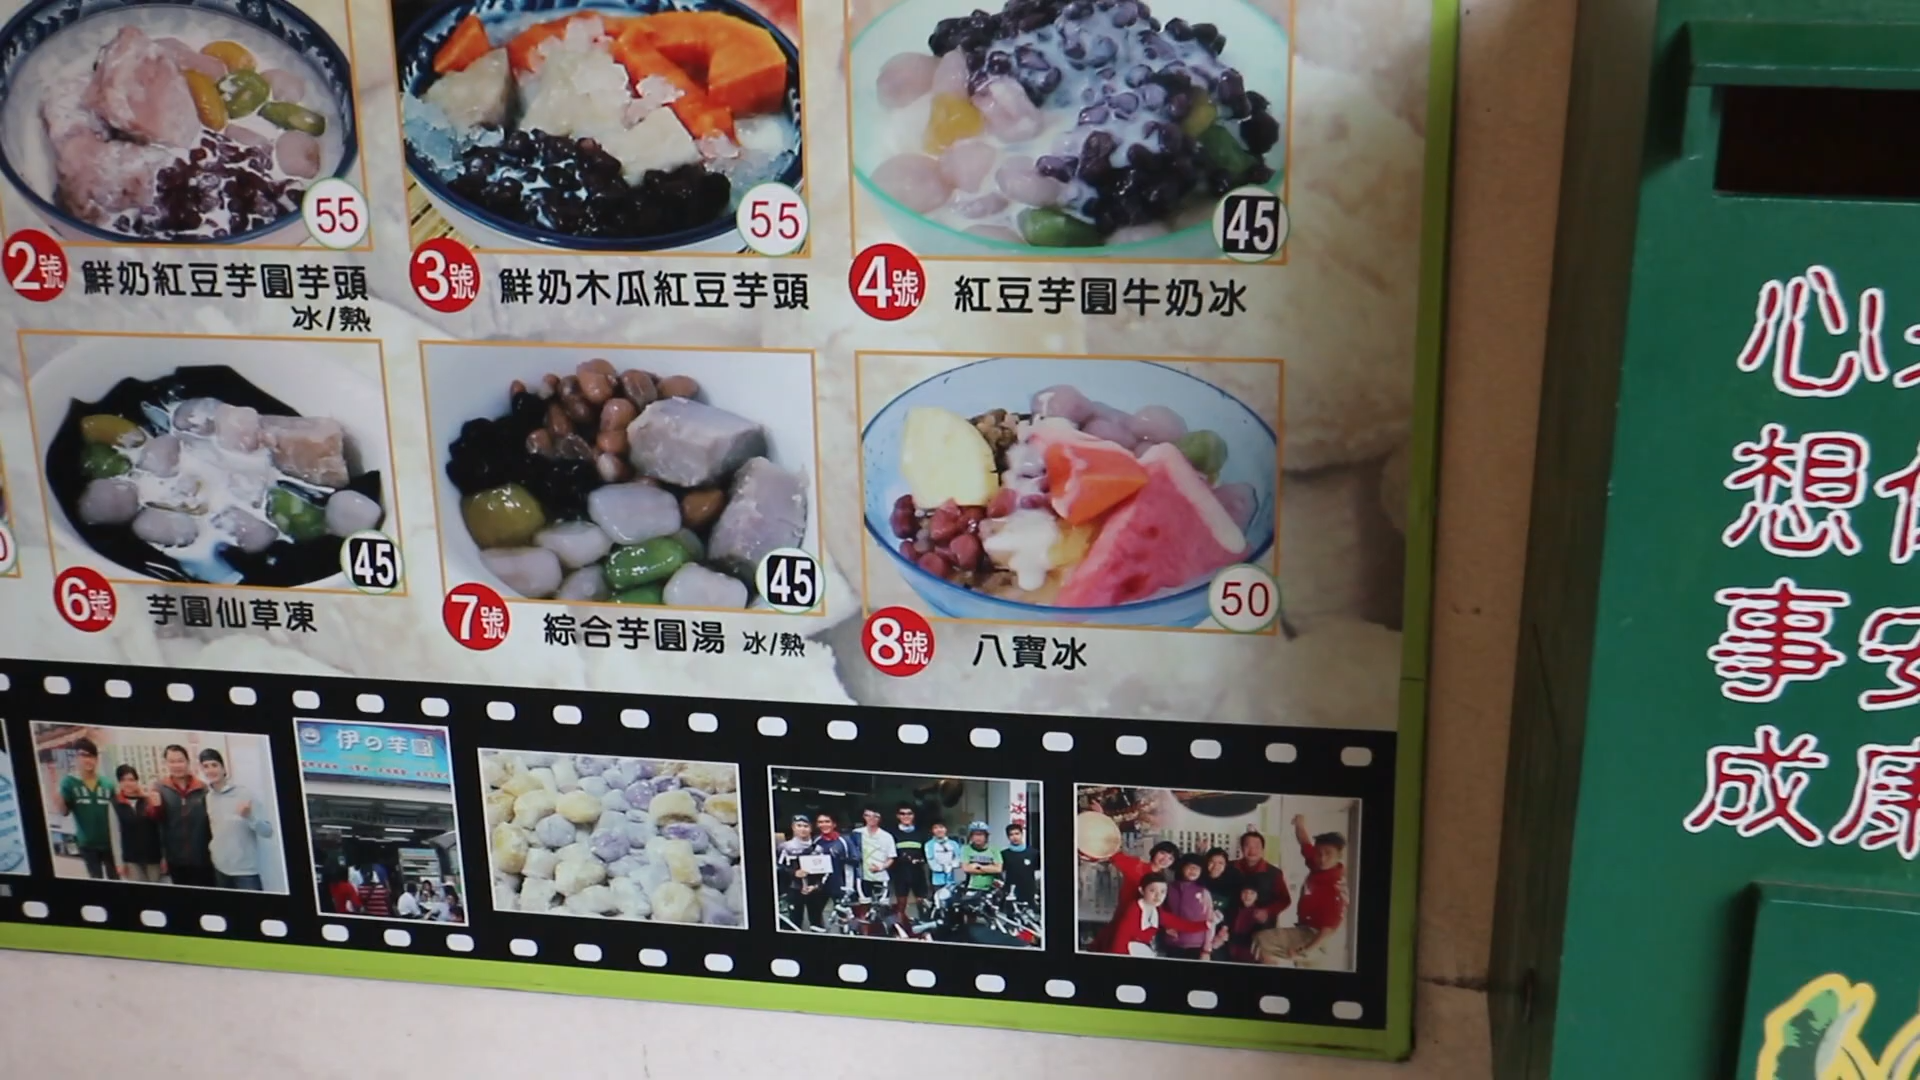 55
55
45
2號 鮮奶紅豆芋圓芋頭
冰/熱
3號 鮮奶木瓜紅豆芋頭
4號 紅豆芋圓牛奶冰
45
45
50
6號 芋圓仙草凍
7號 綜合芋圓湯 冰/熱
8號 八寶冰
伊の芋圓
心想事成